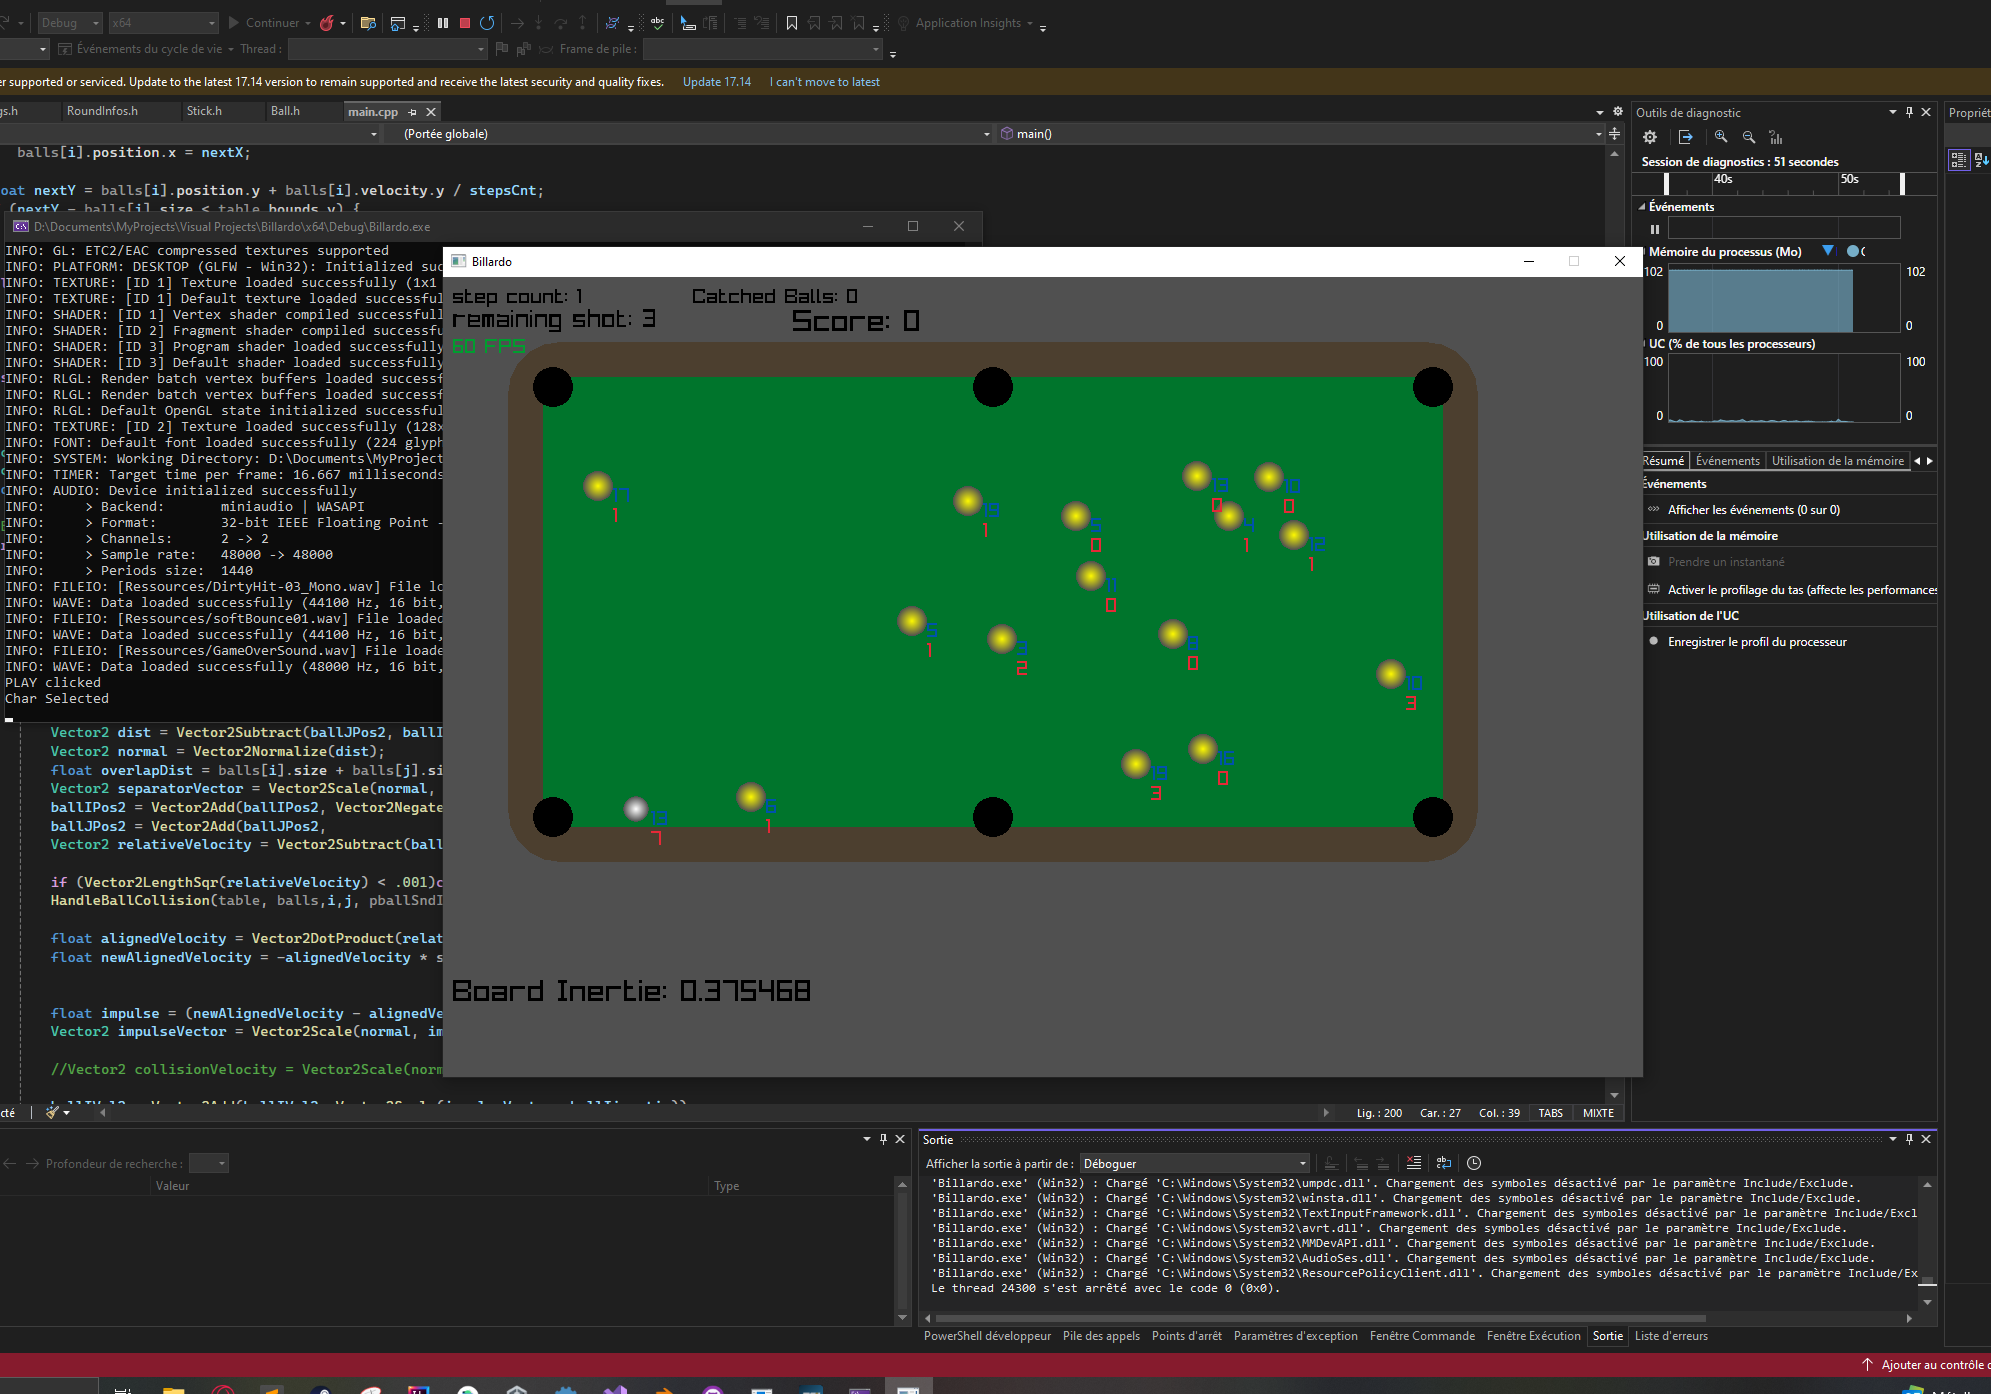 Debug
x64
Continuer
Application Insights
Événements du cycle de vie
Thread :
Frame de pile :
supported or serviced. Update to the latest 17.14 version to remain supported and receive the latest security and quality fixes.
Update 17.14
I can't move to latest
RoundInfos.h
Stick.h
Ball.h
main.cpp
(Portée globale)
main()
balls[i].position.x = nextX;
nextY = balls[i].position.y + balls[i].velocity.y / stepsCnt;
D:\Documents\MyProjects\Visual Projects\Billardo\x64\Debug\Billardo.exe
INFO: GL: ETC2/EAC compressed textures supported
INFO: PLATFORM: DESKTOP (GLFW - Win32): Initialized suc
INFO: TEXTURE: [ID 1] Texture loaded successfully (1x1
INFO: TEXTURE: [ID 1] Default texture loaded successful
INFO: SHADER: [ID 1] Vertex shader compiled successfull
INFO: SHADER: [ID 2] Fragment shader compiled successfu
INFO: SHADER: [ID 3] Program shader loaded successfully
INFO: SHADER: [ID 3] Default shader loaded successfully
INFO: RLGL: Render batch vertex buffers loaded successf
INFO: RLGL: Render batch vertex buffers loaded successf
INFO: RLGL: Default OpenGL state initialized successful
INFO: TEXTURE: [ID 2] Texture loaded successfully (128x
INFO: FONT: Default font loaded successfully (224 glyph
INFO: SYSTEM: Working Directory: D:\Documents\MyProject
INFO: TIMER: Target time per frame: 16.667 milliseconds
INFO: AUDIO: Device initialized successfully
INFO: > Backend: miniaudio | WASAPI
INFO: > Format: 32-bit IEEE Floating Point -
INFO: > Channels: 2 -> 2
INFO: > Sample rate: 48000 -> 48000
INFO: > Periods size: 1440
INFO: FILEIO: [Ressources/DirtyHit-03_Mono.wav] File lo
INFO: WAVE: Data loaded successfully (44100 Hz, 16 bit,
INFO: FILEIO: [Ressources/softBounce01.wav] File loaded
INFO: WAVE: Data loaded successfully (44100 Hz, 16 bit,
INFO: FILEIO: [Ressources/GameOverSound.wav] File loade
INFO: WAVE: Data loaded successfully (48000 Hz, 16 bit,
PLAY clicked
Char Selected
Billardo
step count: 1
Catched Balls: 0
remaining shot: 3
Score: 0
60 FPS
17
1
19
1
5
0
13
0
10
0
4
1
12
1
11
0
5
1
3
2
8
0
10
3
19
3
16
0
13
7
6
1
Board Inertie: 0.375468
Vector2 dist = Vector2Subtract(ballJPos2, ballI
Vector2 normal = Vector2Normalize(dist);
float overlapDist = balls[i].size + balls[j].si
Vector2 separatorVector = Vector2Scale(normal,
ballIPos2 = Vector2Add(ballIPos2, Vector2Negate
ballJPos2 = Vector2Add(ballJPos2,
Vector2 relativeVelocity = Vector2Subtract(ball
if (Vector2LengthSqr(relativeVelocity) < .001)c
HandleBallCollision(table, balls,i,j, pballSndI
float alignedVelocity = Vector2DotProduct(relat
float newAlignedVelocity = -alignedVelocity * s
float impulse = (newAlignedVelocity - alignedVe
Vector2 impulseVector = Vector2Scale(normal, im
//Vector2 collisionVelocity = Vector2Scale(norm
Lig. : 200
Car. : 27
Col. : 39
TABS
MIXTE
Outils de diagnostic
Session de diagnostics : 51 secondes
40s
50s
Événements
Mémoire du processus (Mo)
102
102
0
0
UC (% de tous les processeurs)
100
100
0
0
Résumé
Événements
Utilisation de la mémoire
Événements
Afficher les événements (0 sur 0)
Utilisation de la mémoire
Prendre un instantané
Activer le profilage du tas (affecte les performances
Utilisation de l'UC
Enregistrer le profil du processeur
Propriét
Profondeur de recherche :
Valeur
Type
Sortie
Afficher la sortie à partir de :
Déboguer
'Billardo.exe' (Win32) : Chargé 'C:\Windows\System32\umpdc.dll'. Chargement des symboles désactivé par le paramètre Include/Exclude.
'Billardo.exe' (Win32) : Chargé 'C:\Windows\System32\winsta.dll'. Chargement des symboles désactivé par le paramètre Include/Exclude.
'Billardo.exe' (Win32) : Chargé 'C:\Windows\System32\TextInputFramework.dll'. Chargement des symboles désactivé par le paramètre Include/Excl
'Billardo.exe' (Win32) : Chargé 'C:\Windows\System32\avrt.dll'. Chargement des symboles désactivé par le paramètre Include/Exclude.
'Billardo.exe' (Win32) : Chargé 'C:\Windows\System32\MMDevAPI.dll'. Chargement des symboles désactivé par le paramètre Include/Exclude.
'Billardo.exe' (Win32) : Chargé 'C:\Windows\System32\AudioSes.dll'. Chargement des symboles désactivé par le paramètre Include/Exclude.
'Billardo.exe' (Win32) : Chargé 'C:\Windows\System32\ResourcePolicyClient.dll'. Chargement des symboles désactivé par le paramètre Include/Ex
Le thread 24300 s'est arrêté avec le code 0 (0x0).
PowerShell développeur
Pile des appels
Points d'arrêt
Paramètres d'exception
Fenêtre Commande
Fenêtre Exécution
Sortie
Liste d'erreurs
Ajouter au contrôle